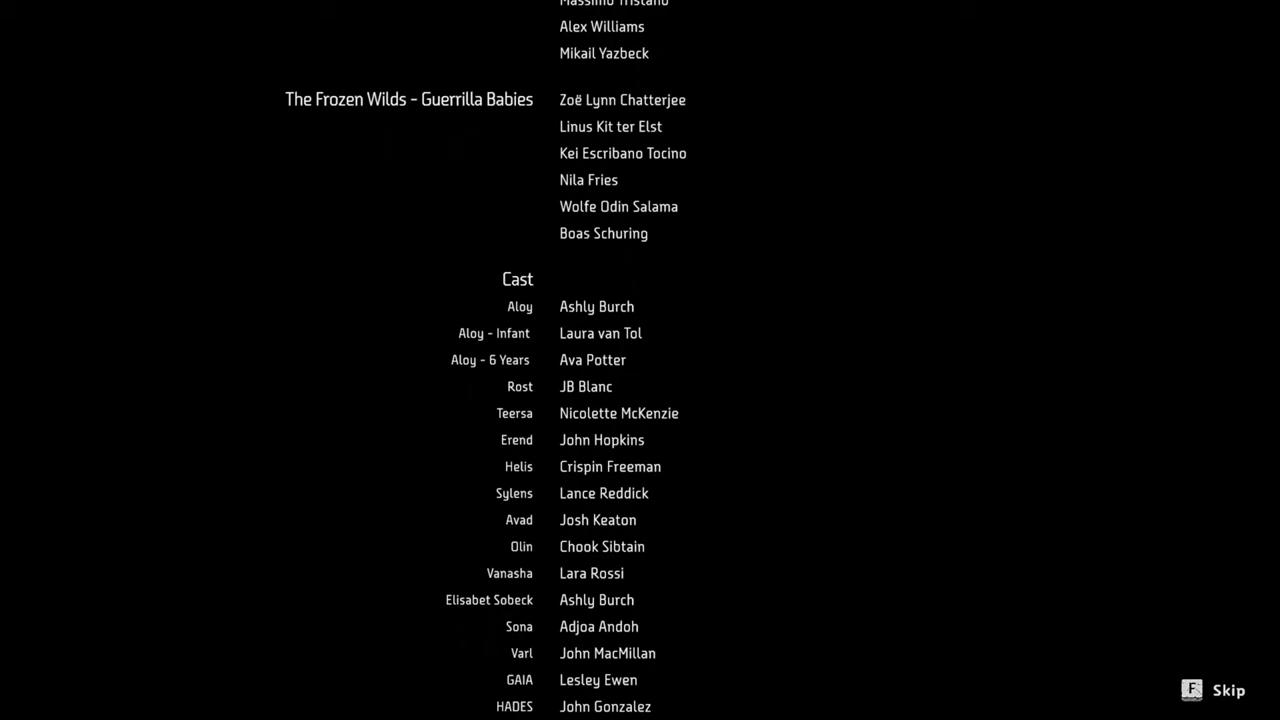 Massimo Tristano
Alex Williams
Mikail Yazbeck
The Frozen Wilds - Guerrilla Babies Zoë Lynn Chatterjee
Linus Kit ter Elst
Kei Escribano Tocino
Nila Fries
Wolfe Odin Salama
Boas Schuring
Cast
Aloy Ashly Burch
Aloy - Infant Laura van Tol
Aloy - 6 Years Ava Potter
Rost JB Blanc
Teersa Nicolette McKenzie
Erend John Hopkins
Helis Crispin Freeman
Sylens Lance Reddick
Avad Josh Keaton
Olin Chook Sibtain
Vanasha Lara Rossi
Elisabet Sobeck Ashly Burch
Sona Adjoa Andoh
Varl John MacMillan
GAIA Lesley Ewen
F Skip
HADES John Gonzalez